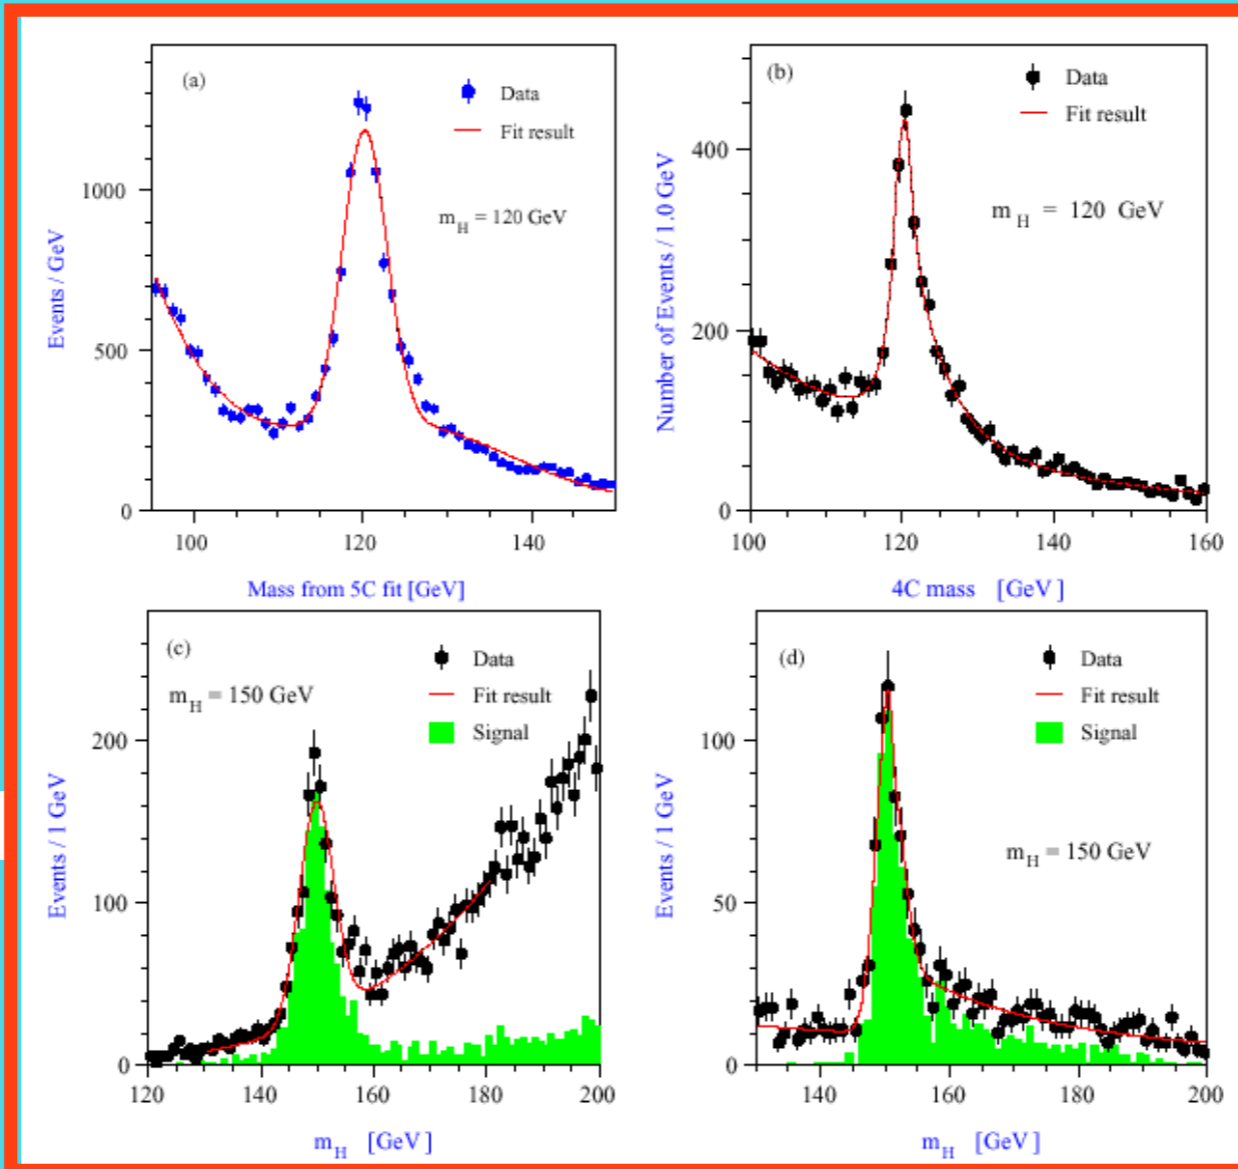 (a)
Data
Fit result
m_H = 120 GeV
1000
500
0
100 120 140
Events / GeV
Mass from 5C fit [GeV]
(b)
Data
Fit result
m_H = 120 GeV
400
200
0
100 120 140 160
Number of Events / 1.0 GeV
4C mass [GeV]
(c)
Data
Fit result
Signal
m_H = 150 GeV
200
100
0
120 140 160 180 200
Events / 1 GeV
m_H [GeV]
(d)
Data
Fit result
Signal
m_H = 150 GeV
100
50
0
140 160 180 200
Events / 1 GeV
m_H [GeV]